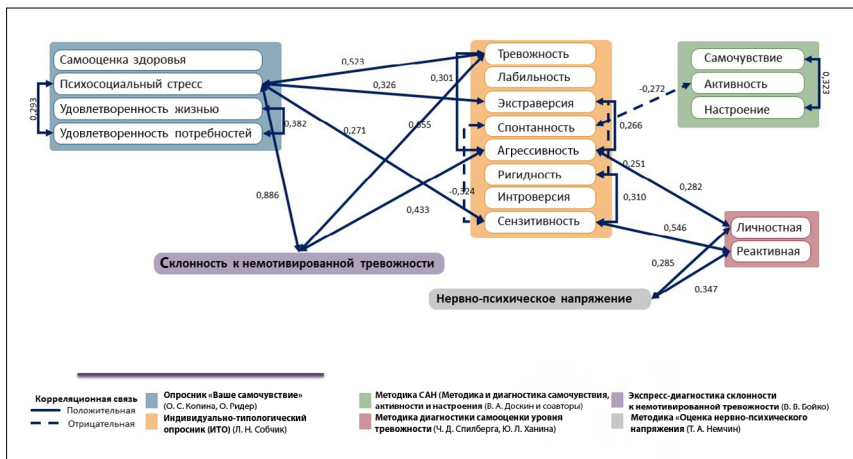 Самооценка здоровья
Психосоциальный стресс
Удовлетворенность жизнью
Удовлетворенность потребностей
0,293
0,382
0,523
0,326
0,271
0,886
0,655
0,433
0,301
-0,324
Тревожность
Лабильность
Экстраверсия
Спонтанность
Агрессивность
Ригидность
Интроверсия
Сензитивность
0,266
0,251
0,310
-0,272
0,282
0,546
Самочувствие
Активность
Настроение
0,323
Личностная
Реактивная
0,285
0,347
Склонность к немотивированной тревожности
Нервно-психическое напряжение
Корреляционная связь
Положительная
Отрицательная
Опросник «Ваше самочувствие»
(О. С. Копина, О. Ридер)
Индивидуально-типологический
опросник (ИТО) (Л. Н. Собчик)
Методика САН (Методика и диагностика самочувствия,
активности и настроения) (В. А. Доскин и соавторы)
Методика диагностики самооценки уровня
тревожности (Ч. Д. Спилберга, Ю. Л. Ханина)
Экспресс-диагностика склонности
к немотивированной тревожности (В. В. Бойко)
Методика «Оценка нервно-психического
напряжения (Т. А. Немчин)